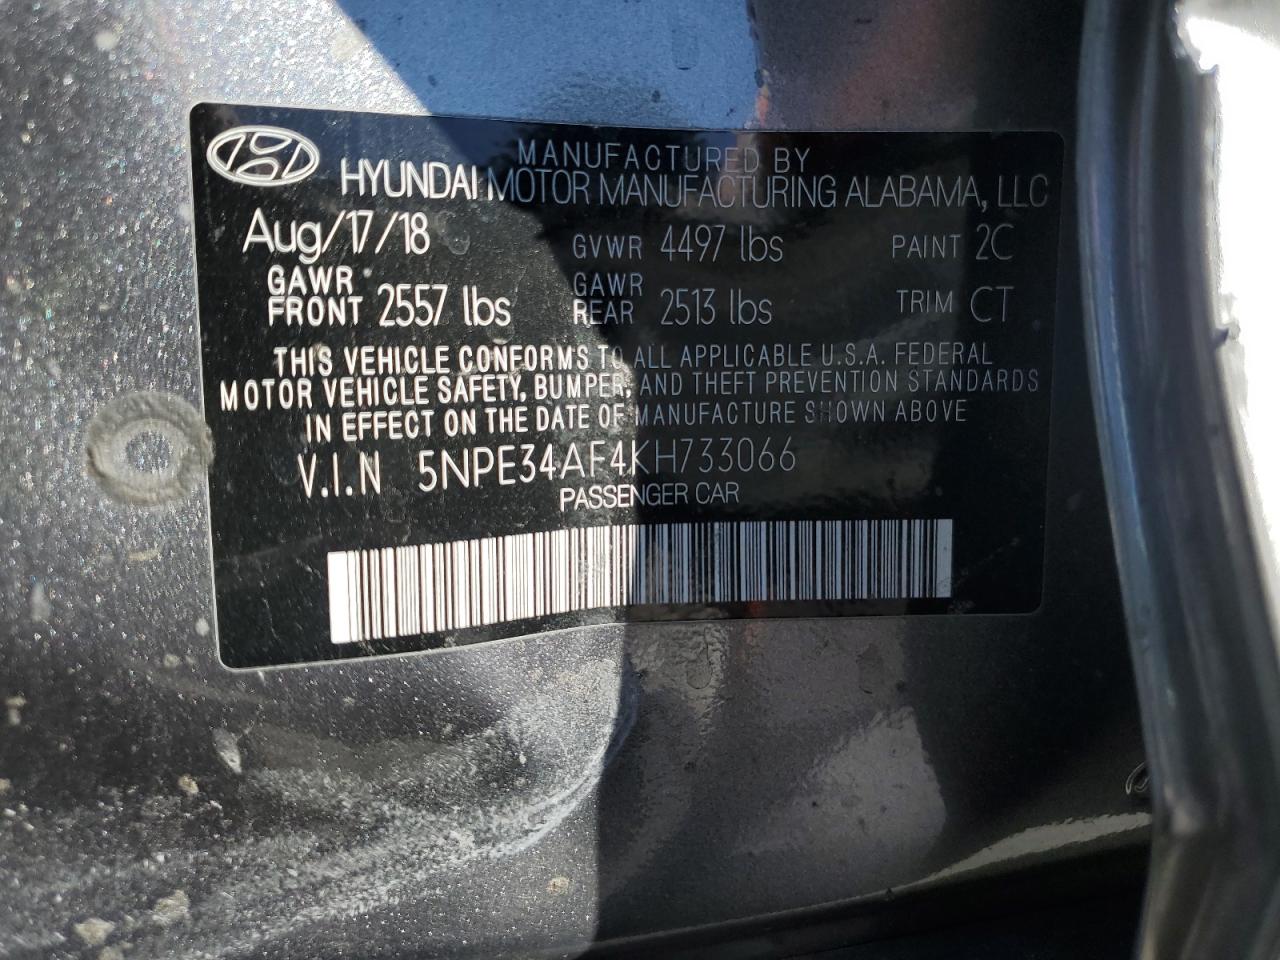 MANUFACTURED BY
HYUNDAI MOTOR MANUFACTURING ALABAMA, LLC
Aug/17/18 GVWR 4497 lbs PAINT 2C
GAWR FRONT 2557 lbs GAWR REAR 2513 lbs TRIM CT
THIS VEHICLE CONFORMS TO ALL APPLICABLE U.S.A. FEDERAL
MOTOR VEHICLE SAFETY, BUMPER, AND THEFT PREVENTION STANDARDS
IN EFFECT ON THE DATE OF MANUFACTURE SHOWN ABOVE
V.I.N 5NPE34AF4KH733066
PASSENGER CAR